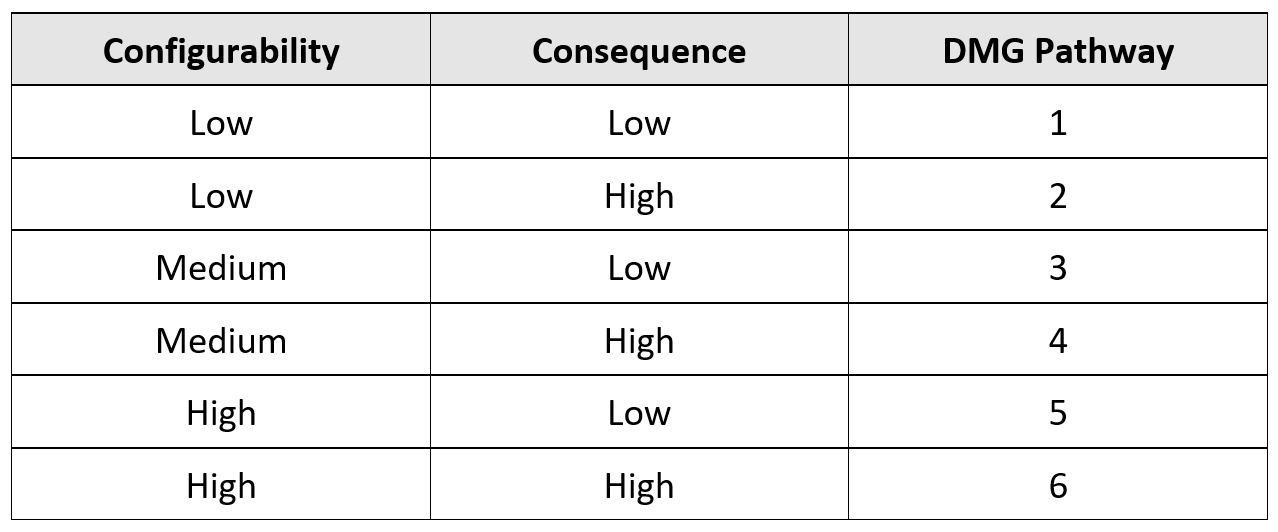 Configurability Consequence DMG Pathway
Low Low 1
Low High 2
Medium Low 3
Medium High 4
High Low 5
High High 6